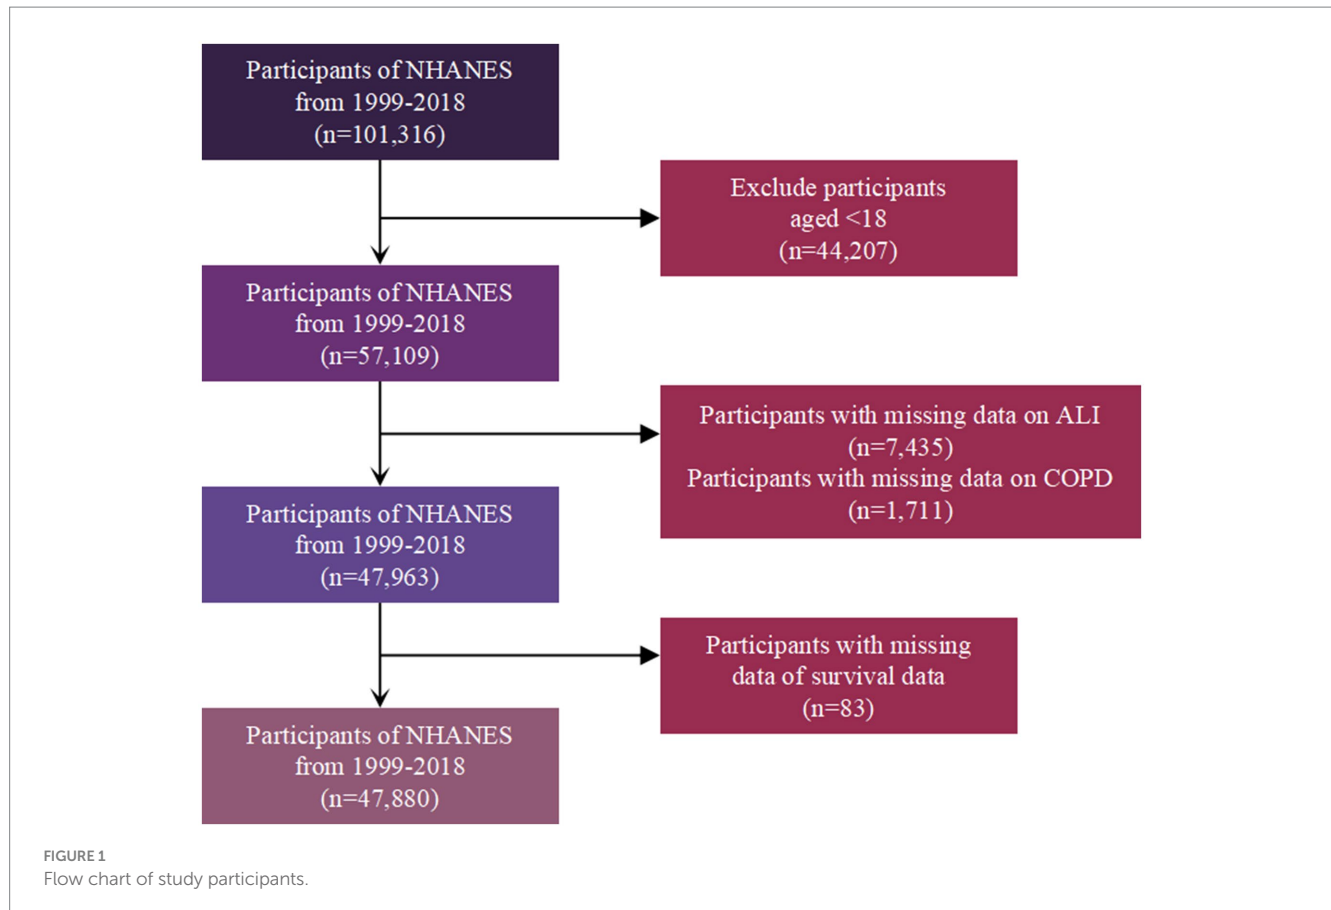 Participants of NHANES
from 1999-2018
(n=101,316)
Exclude participants
aged <18
(n=44,207)
Participants of NHANES
from 1999-2018
(n=57,109)
Participants with missing data on ALI
(n=7,435)
Participants with missing data on COPD
(n=1,711)
Participants of NHANES
from 1999-2018
(n=47,963)
Participants with missing
data of survival data
(n=83)
Participants of NHANES
from 1999-2018
(n=47,880)
FIGURE 1
Flow chart of study participants.